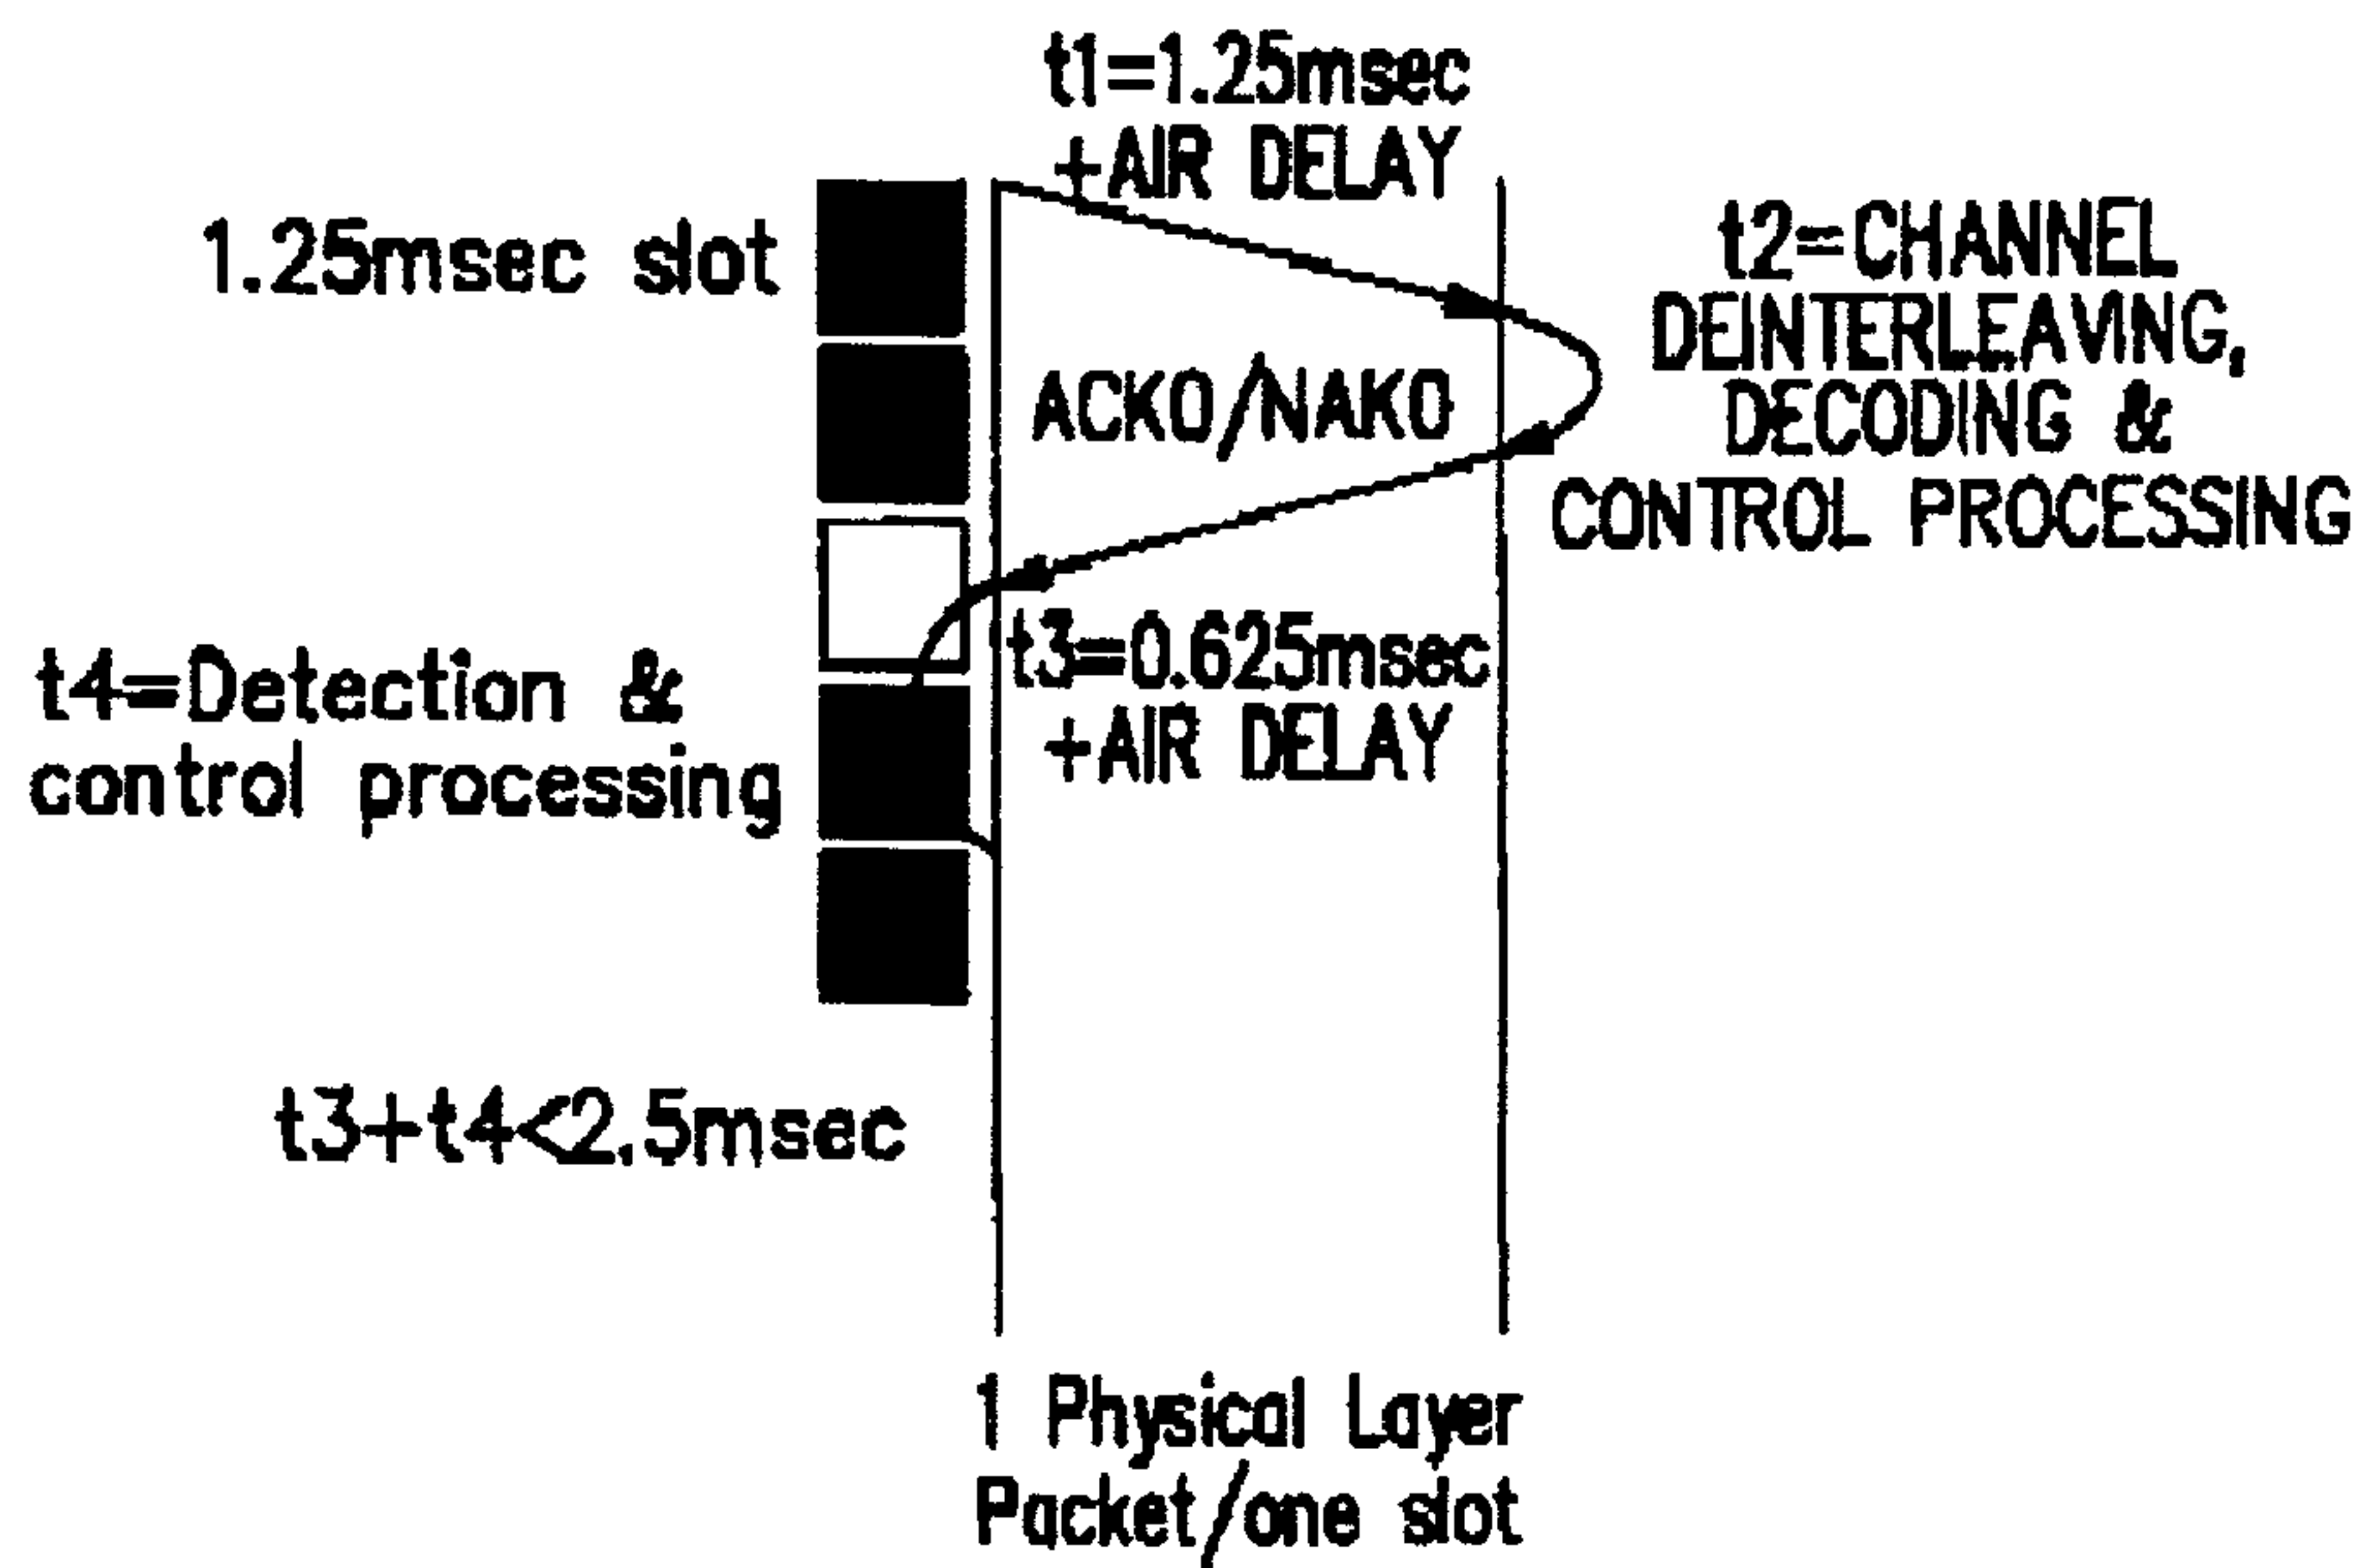 t1=1.25msec
+AIR DELAY
1.25msec slot
t2=CHANNEL
DEINTERLEAVING,
DECODING &
CONTROL PROCESSING
ACKO/NAKO
t3=0.625msec
+AIR DELAY
t4=Detection &
control processing
t3+t4<2.5msec
1 Physical Layer
Packet/one slot